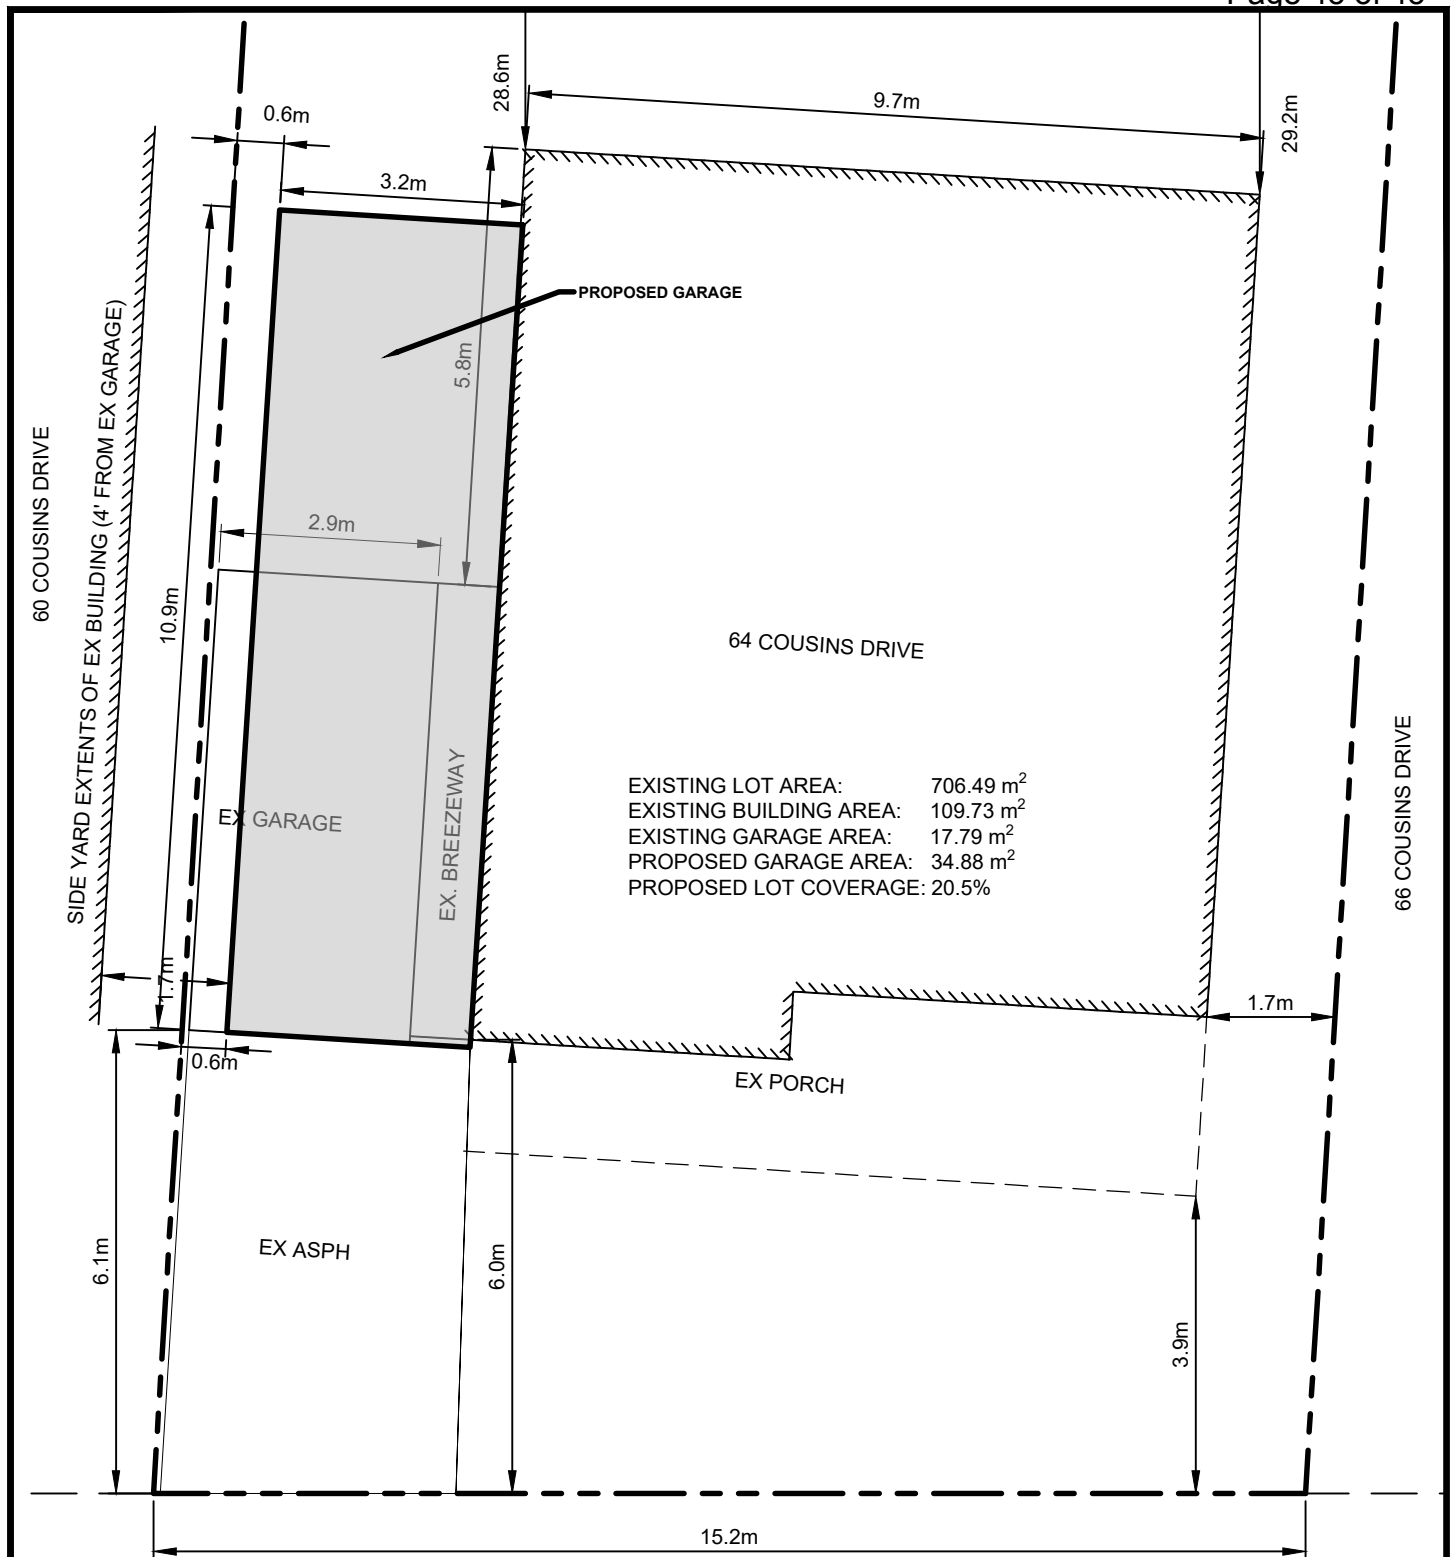 28.6m
9.7m
29.2m
0.6m
3.2m
PROPOSED GARAGE
5.8m
SIDE YARD EXTENTS OF EX BUILDING (4' FROM EX GARAGE)
60 COUSINS DRIVE
2.9m
10.9m
64 COUSINS DRIVE
66 COUSINS DRIVE
EX GARAGE
EX. BREEZEWAY
EXISTING LOT AREA: 706.49 m²
EXISTING BUILDING AREA: 109.73 m²
EXISTING GARAGE AREA: 17.79 m²
PROPOSED GARAGE AREA: 34.88 m²
PROPOSED LOT COVERAGE: 20.5%
1.7m
1.7m
0.6m
EX PORCH
6.1m
EX ASPH
6.0m
3.9m
15.2m